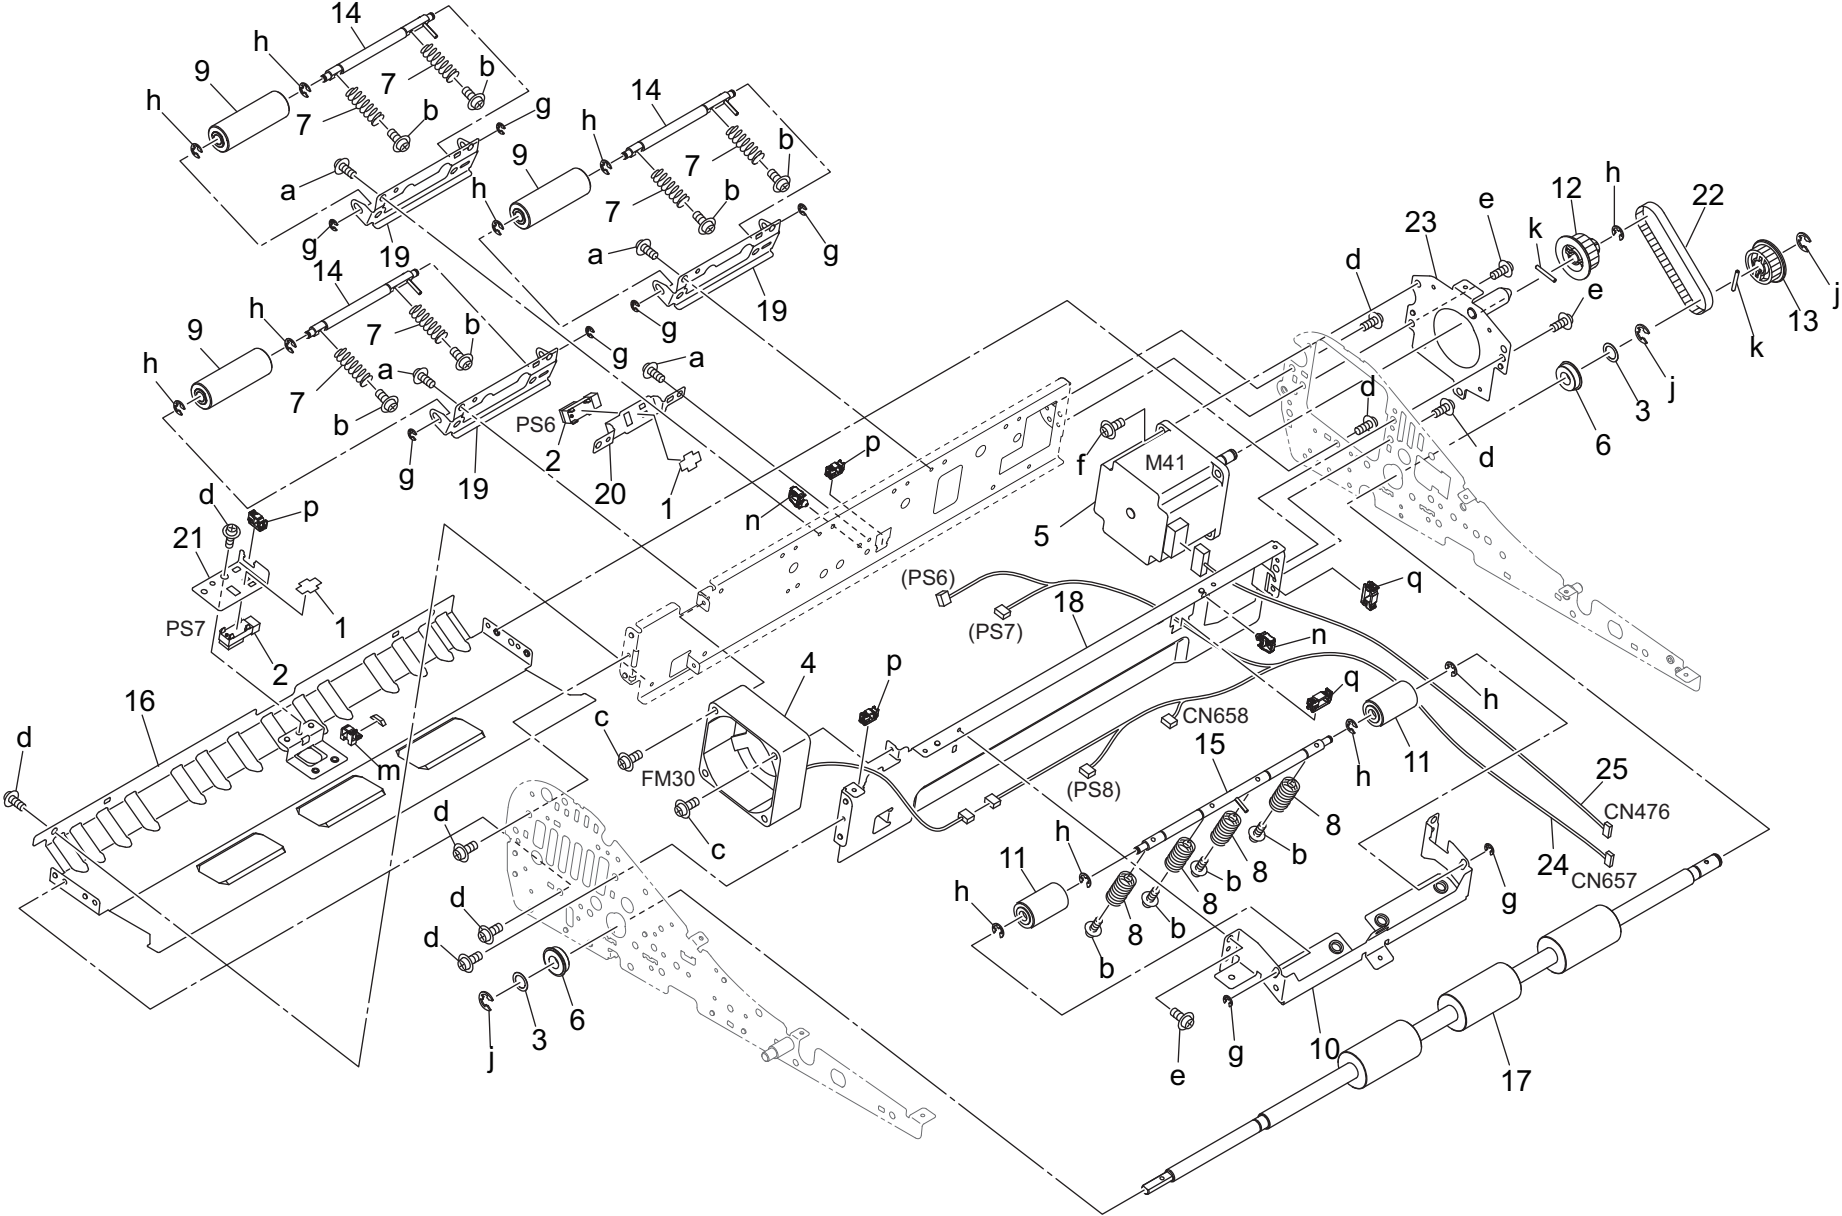 14
h
9
7
b
h
7
b
g
14
h
a
9
7
b
h
7
b
g
19
a
g
14
19
h
9
7
b
g
h
7
a
b
g
19
a
PS6
2
20
1
p
n
d
p
21
1
PS7
2
16
d
m
e
12
h
22
23
k
d
e
13
j
k
3
j
d
6
d
f
M41
5
(PS6)
(PS7)
18
q
n
q
4
p
c
FM30
c
CN658
(PS8)
15
h
h
11
25
CN476
24
CN657
8
b
8
b
8
b
8
b
h
11
h
g
10
g
e
17
d
d
d
6
3
j